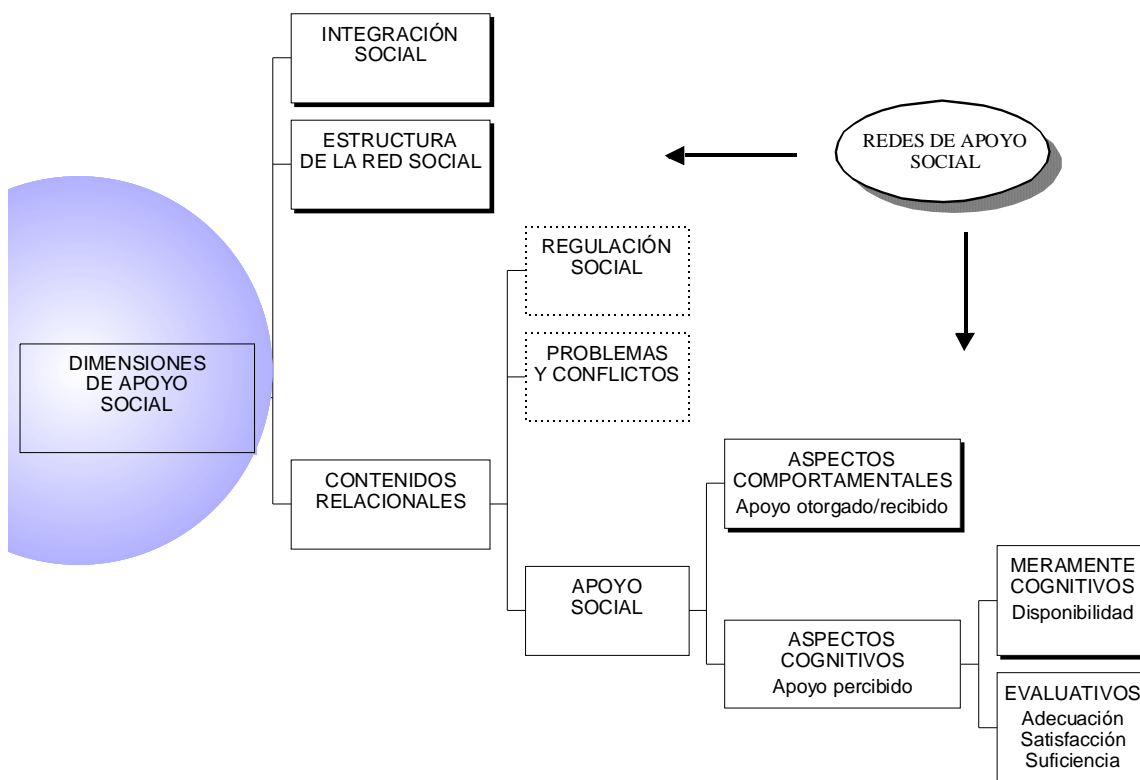 INTEGRACIÓN
SOCIAL
ESTRUCTURA
DE LA RED SOCIAL
REDES DE APOYO
SOCIAL
REGULACIÓN
SOCIAL
PROBLEMAS
Y CONFLICTOS
DIMENSIONES
DE APOYO
SOCIAL
CONTENIDOS
RELACIONALES
ASPECTOS
COMPORTAMENTALES
Apoyo otorgado/recibido
APOYO
SOCIAL
ASPECTOS
COGNITIVOS
Apoyo percibido
MERAMENTE
COGNITIVOS
Disponibilidad
EVALUATIVOS
Adecuación
Satisfacción
Suficiencia